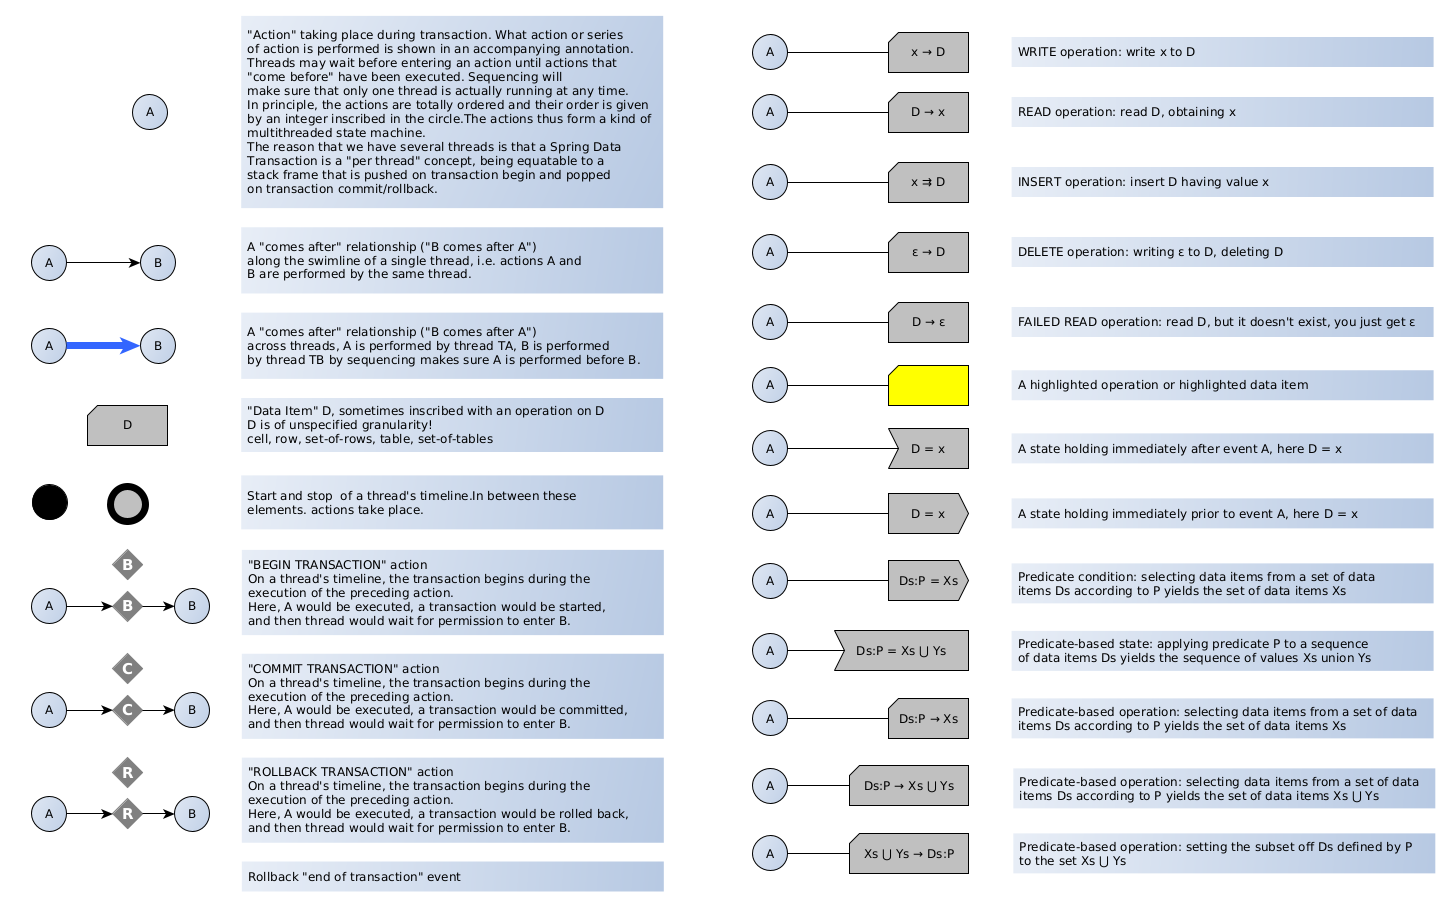 "Action" taking place during transaction. What action or series
of action is performed is shown in an accompanying annotation.
Threads may wait before entering an action until actions that
"come before" have been executed. Sequencing will
make sure that only one thread is actually running at any time.
In principle, the actions are totally ordered and their order is given
by an integer inscribed in the circle.The actions thus form a kind of
multithreaded state machine.
The reason that we have several threads is that a Spring Data
Transaction is a "per thread" concept, being equatable to a
stack frame that is pushed on transaction begin and popped
on transaction commit/rollback.
A
A B
A "comes after" relationship ("B comes after A")
along the swimline of a single thread, i.e. actions A and
B are performed by the same thread.
A B
A "comes after" relationship ("B comes after A")
across threads, A is performed by thread TA, B is performed
by thread TB by sequencing makes sure A is performed before B.
D
"Data Item" D, sometimes inscribed with an operation on D
D is of unspecified granularity!
cell, row, set-of-rows, table, set-of-tables
Start and stop  of a thread's timeline.In between these
elements. actions take place.
B
A B B
"BEGIN TRANSACTION" action
On a thread's timeline, the transaction begins during the
execution of the preceding action.
Here, A would be executed, a transaction would be started,
and then thread would wait for permission to enter B.
C
A C B
"COMMIT TRANSACTION" action
On a thread's timeline, the transaction begins during the
execution of the preceding action.
Here, A would be executed, a transaction would be committed,
and then thread would wait for permission to enter B.
R
A R B
"ROLLBACK TRANSACTION" action
On a thread's timeline, the transaction begins during the
execution of the preceding action.
Here, A would be executed, a transaction would be rolled back,
and then thread would wait for permission to enter B.
Rollback "end of transaction" event
A x → D WRITE operation: write x to D
A D → x READ operation: read D, obtaining x
A x ⇉ D INSERT operation: insert D having value x
A ε → D DELETE operation: writing ε to D, deleting D
A D → ε FAILED READ operation: read D, but it doesn't exist, you just get ε
A A highlighted operation or highlighted data item
A D = x A state holding immediately after event A, here D = x
A D = x A state holding immediately prior to event A, here D = x
A Ds:P = Xs
Predicate condition: selecting data items from a set of data
items Ds according to P yields the set of data items Xs
A Ds:P = Xs ⋃ Ys
Predicate-based state: applying predicate P to a sequence
of data items Ds yields the sequence of values Xs union Ys
A Ds:P → Xs
Predicate-based operation: selecting data items from a set of data
items Ds according to P yields the set of data items Xs
A Ds:P → Xs ⋃ Ys
Predicate-based operation: selecting data items from a set of data
items Ds according to P yields the set of data items Xs ⋃ Ys
A Xs ⋃ Ys → Ds:P
Predicate-based operation: setting the subset off Ds defined by P
to the set Xs ⋃ Ys